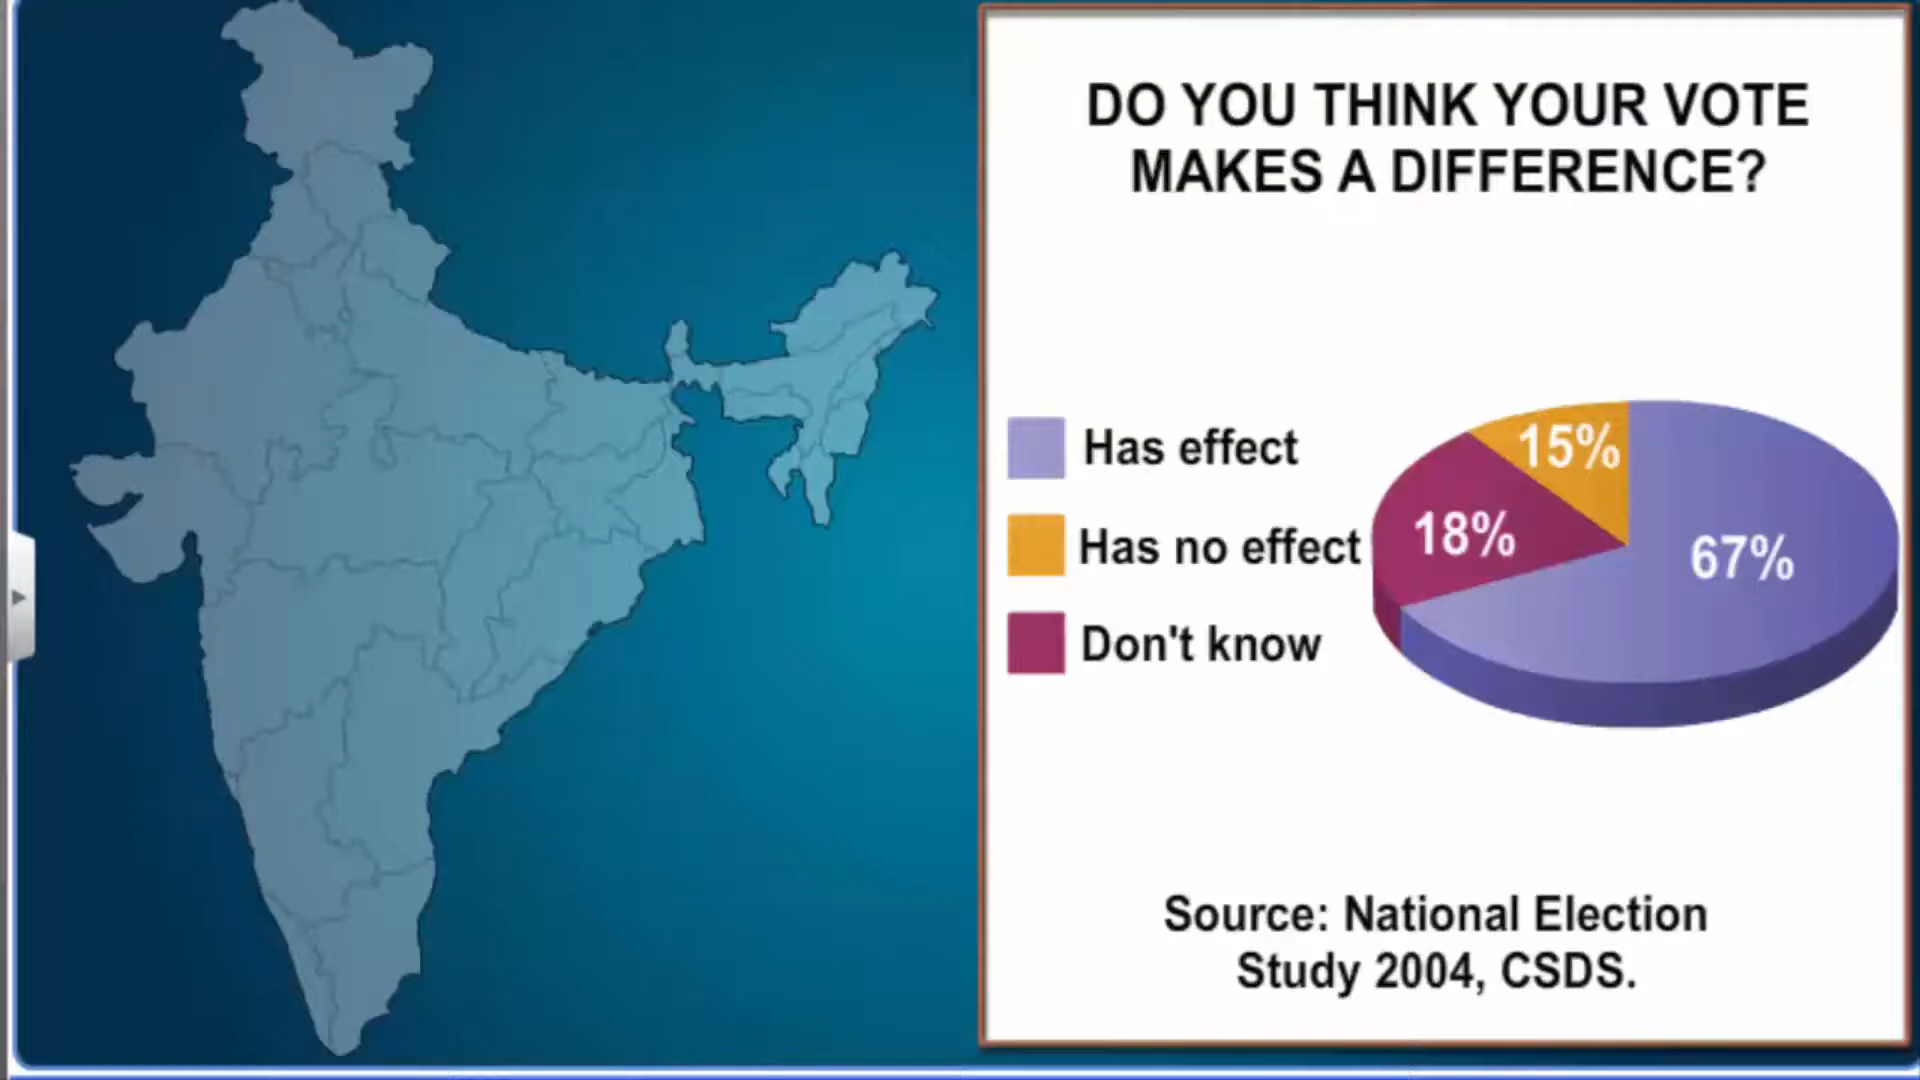 DO YOU THINK YOUR VOTE
MAKES A DIFFERENCE?
Has effect
Has no effect
Don't know
15%
18%
67%
Source: National Election
Study 2004, CSDS.